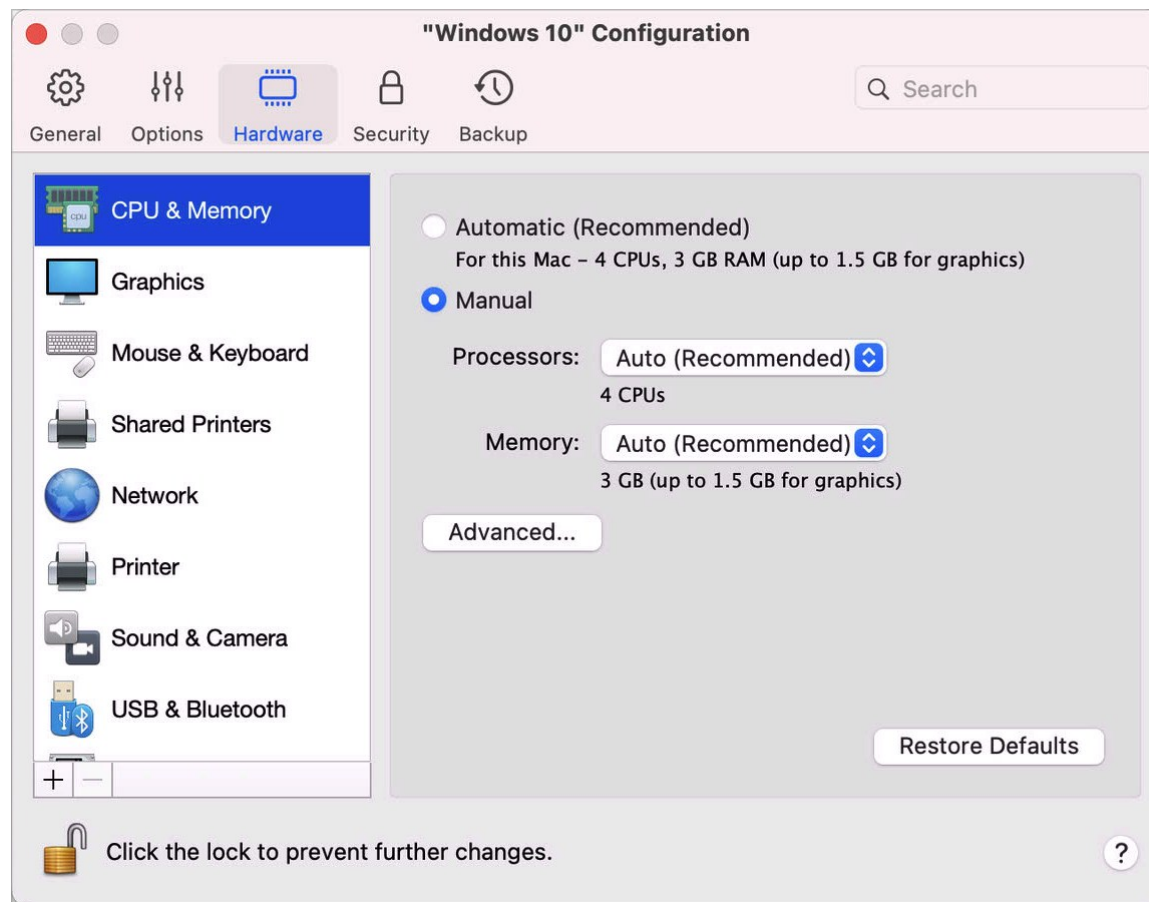 "Windows 10" Configuration
General
Options
Hardware
Security
Backup
Search
CPU & Memory
Graphics
Mouse & Keyboard
Shared Printers
Network
Printer
Sound & Camera
USB & Bluetooth
cpu
Automatic (Recommended)
For this Mac – 4 CPUs, 3 GB RAM (up to 1.5 GB for graphics)
Manual
Processors: Auto (Recommended)
4 CPUs
Memory: Auto (Recommended)
3 GB (up to 1.5 GB for graphics)
Advanced...
Restore Defaults
+ –
Click the lock to prevent further changes.
?